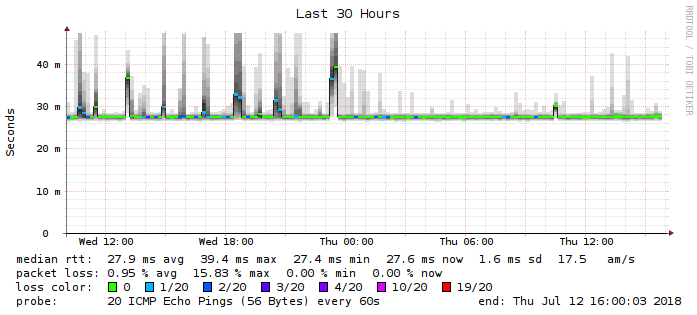 Last 30 Hours
RRDTOOL / TOBI OETIKER
Seconds
40 m
30 m
20 m
10 m
0
Wed 12:00 Wed 18:00 Thu 00:00 Thu 06:00 Thu 12:00
median rtt: 27.9 ms avg 39.4 ms max 27.4 ms min 27.6 ms now 1.6 ms sd 17.5 am/s
packet loss: 0.95 % avg 15.83 % max 0.00 % min 0.00 % now
loss color: 0 1/20 2/20 3/20 4/20 10/20 19/20
probe: 20 ICMP Echo Pings (56 Bytes) every 60s end: Thu Jul 12 16:00:03 2018